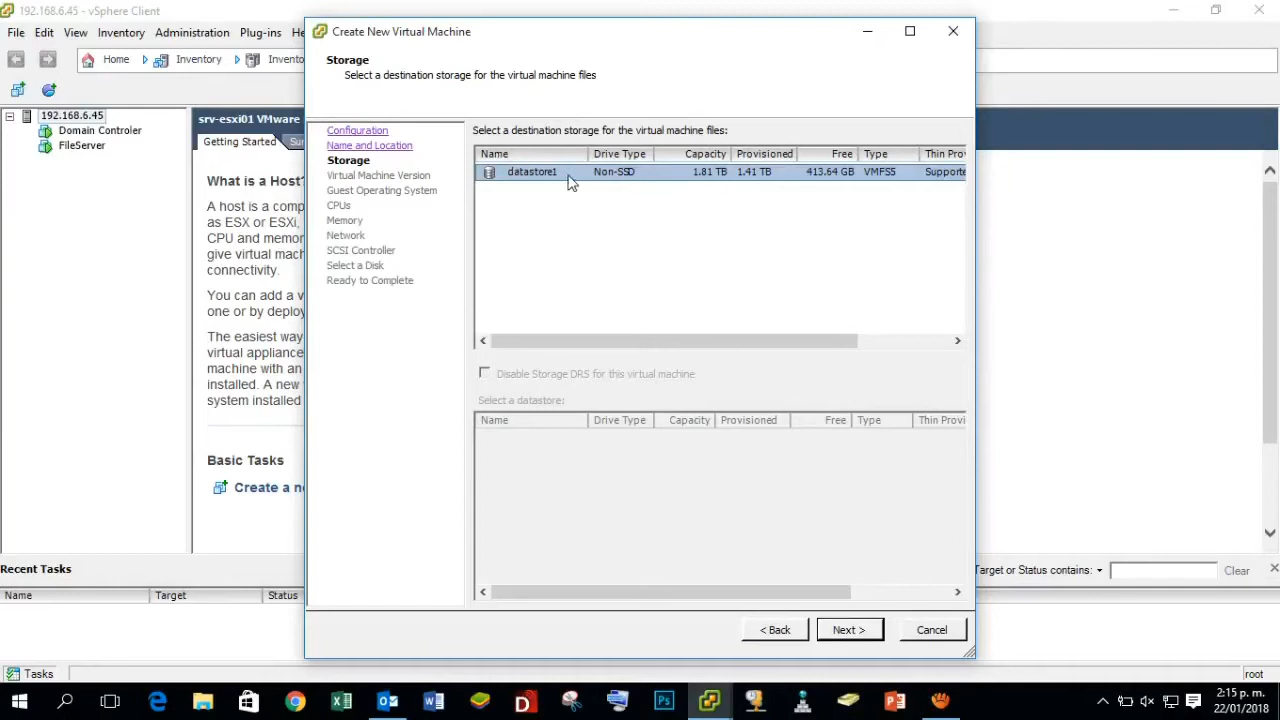 192.168.6.45 - vSphere Client
File Edit View Inventory Administration Plug-ins He
Home Inventory Invento
192.168.6.45
Domain Controler
FileServer
srv-esxi01 VMware
Getting Started Su
What is a Host?
A host is a comp
as ESX or ESXi,
CPU and memor
give virtual mach
connectivity.
You can add a v
one or by deploy
The easiest way
virtual appliance
machine with an
installed. A new
system installed
Basic Tasks
Create a ne
Create New Virtual Machine
Storage
Select a destination storage for the virtual machine files
Configuration
Name and Location
Storage
Virtual Machine Version
Guest Operating System
CPUs
Memory
Network
SCSI Controller
Select a Disk
Ready to Complete
Select a destination storage for the virtual machine files:
Name Drive Type Capacity Provisioned Free Type Thin Prov
datastore1 Non-SSD 1.81 TB 1.41 TB 413.64 GB VMFS5 Supporte
Disable Storage DRS for this virtual machine
Select a datastore:
Name Drive Type Capacity Provisioned Free Type Thin Provi
< Back Next > Cancel
Recent Tasks
Target or Status contains: Clear
Name Target Status
Tasks
root
2:15 p. m.
22/01/2018